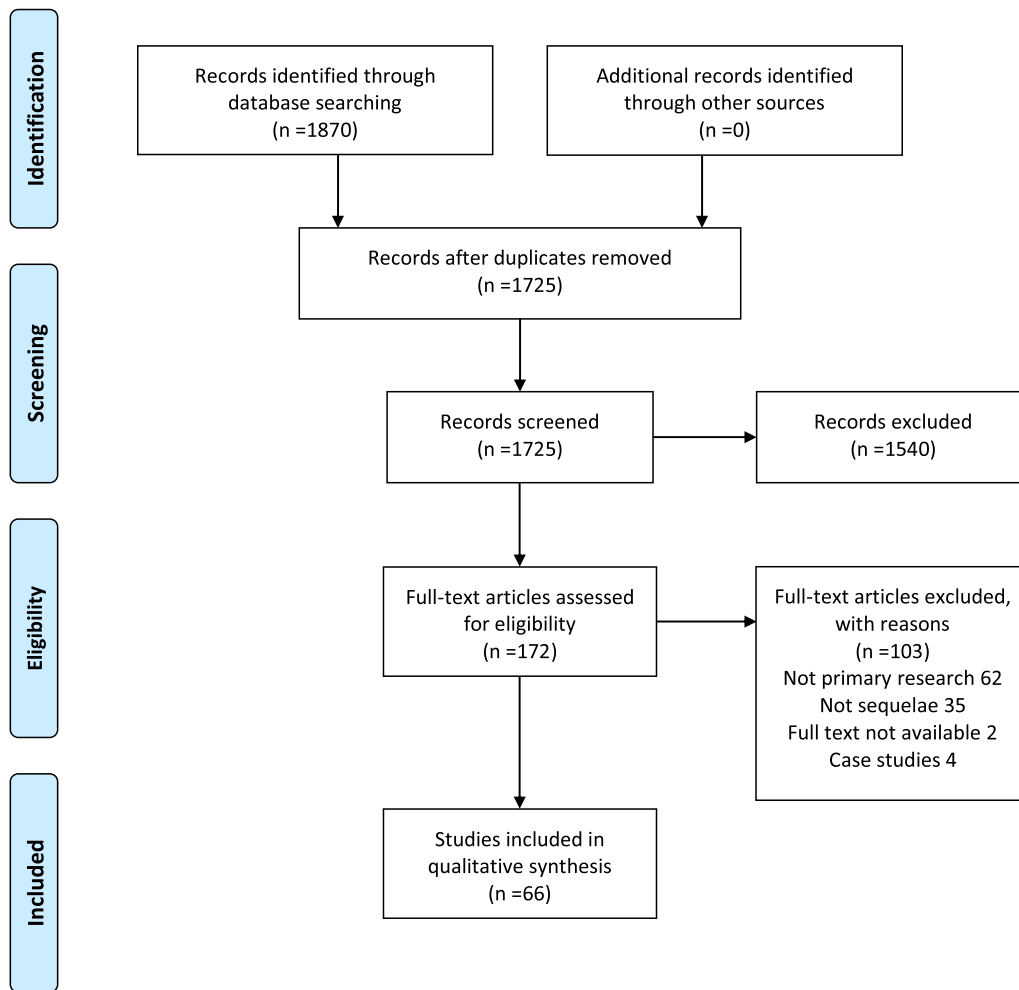 Identification
Records identified through
database searching
(n =1870)
Additional records identified
through other sources
(n =0)
Records after duplicates removed
(n =1725)
Screening
Records screened
(n =1725)
Records excluded
(n =1540)
Eligibility
Full-text articles assessed
for eligibility
(n =172)
Full-text articles excluded,
with reasons
(n =103)
Not primary research 62
Not sequelae 35
Full text not available 2
Case studies 4
Included
Studies included in
qualitative synthesis
(n =66)